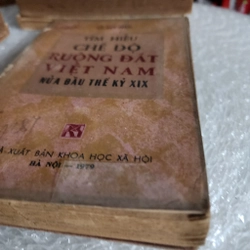 TÌM HIỂU
CHẾ ĐỘ
RUỘNG ĐẤT
VIỆT NAM
NỬA ĐẦU THẾ KỶ XIX
XUẤT BẢN KHOA HỌC XÃ HỘI
HÀ NỘI — 1979